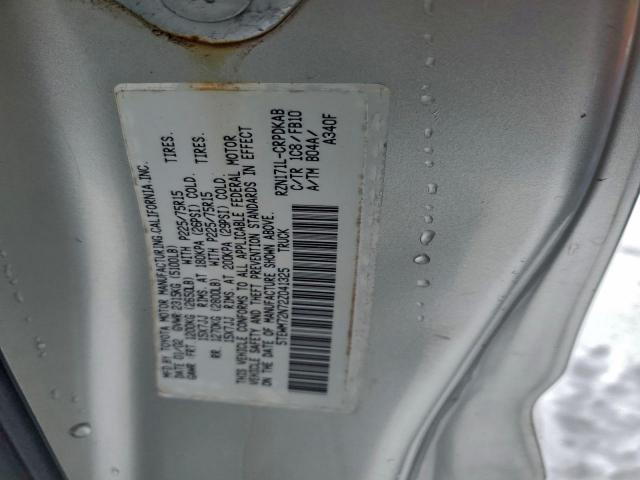 MFD BY TOYOTA MOTOR MANUFACTURING, CALIFORNIA, INC.
DATE 01/02 GVWR 2315KG (5100LB)
GAWR FRT 1200KG (2650LB) WITH P225/75R15 TIRES.
15X7JJ RIMS AT 180KPA (26PSI) COLD.
RR. 1270KG (2800LB) WITH P225/75R15 TIRES.
15X7JJ RIMS AT 200KPA (29PSI) COLD.
THIS VEHICLE CONFORMS TO ALL APPLICABLE FEDERAL MOTOR
VEHICLE SAFETY AND THEFT PREVENTION STANDARDS IN EFFECT
ON THE DATE OF MANUFACTURE SHOWN ABOVE.
5TEWM72N72Z041325 TRUCK
RZN171L-CRPDKAB
C/TR 1C8/FB10
A/TM B04A/
A340F